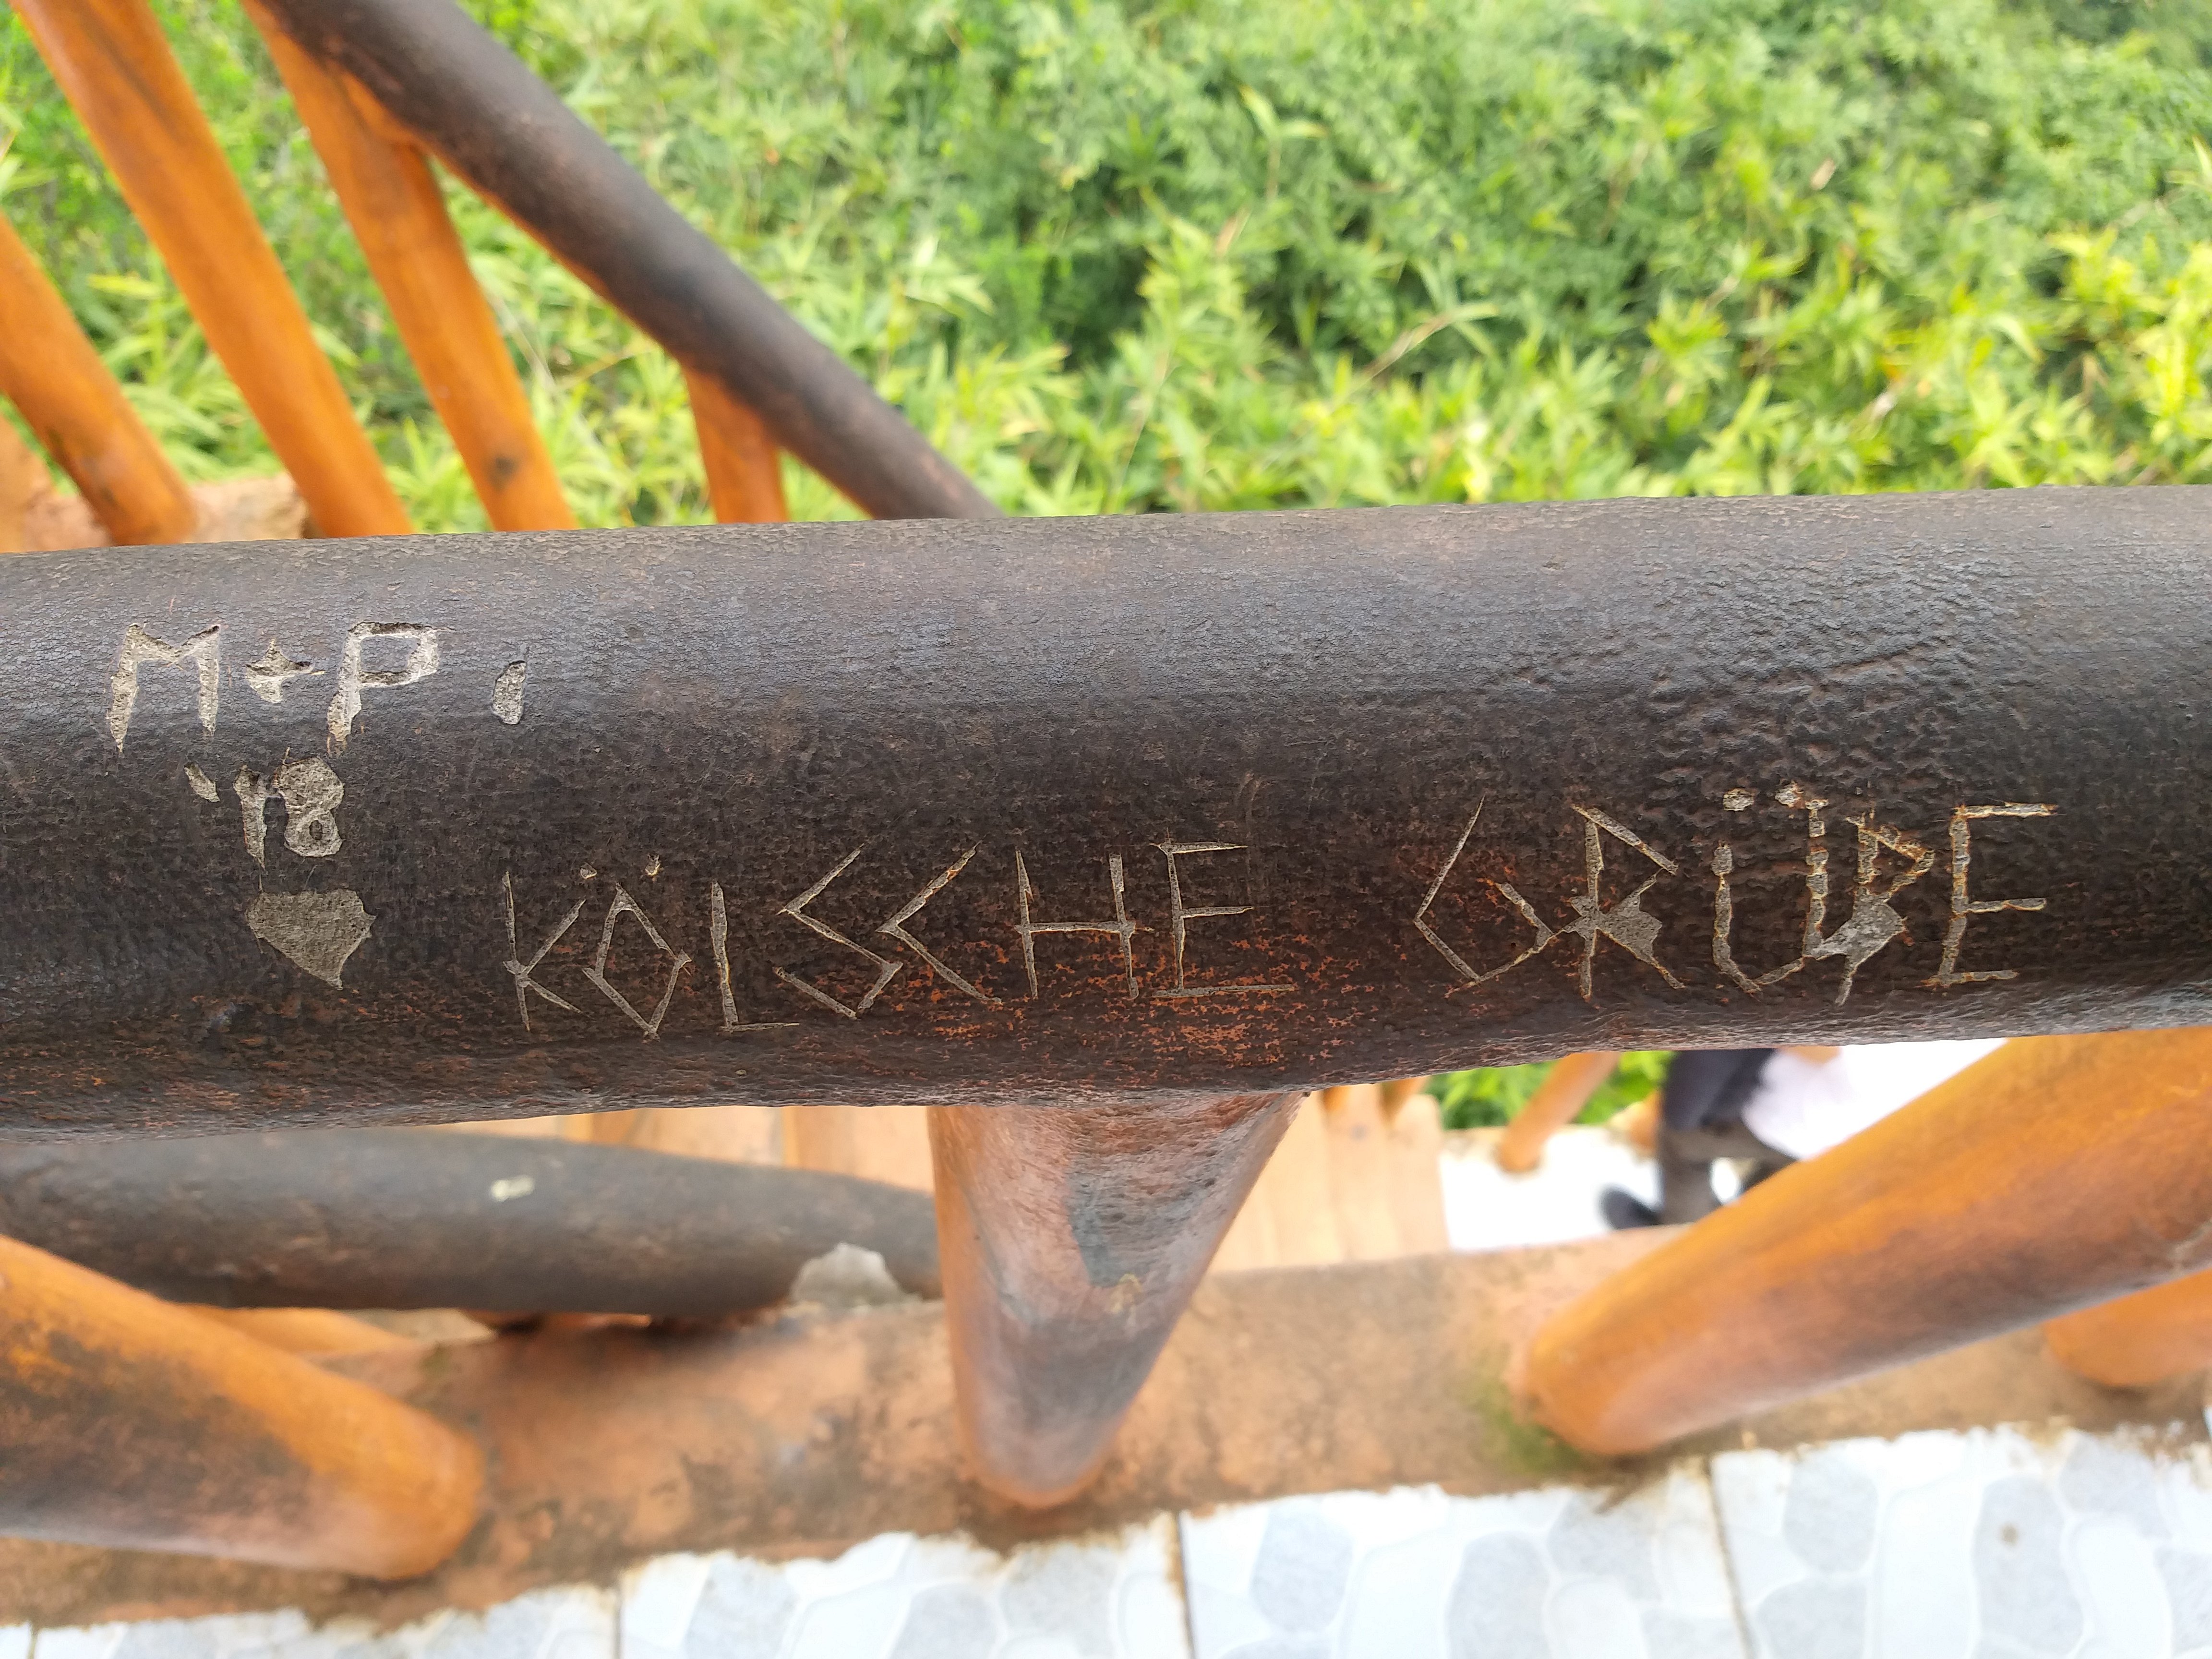 M+P
'18
KÖLSCHE GRÜßE